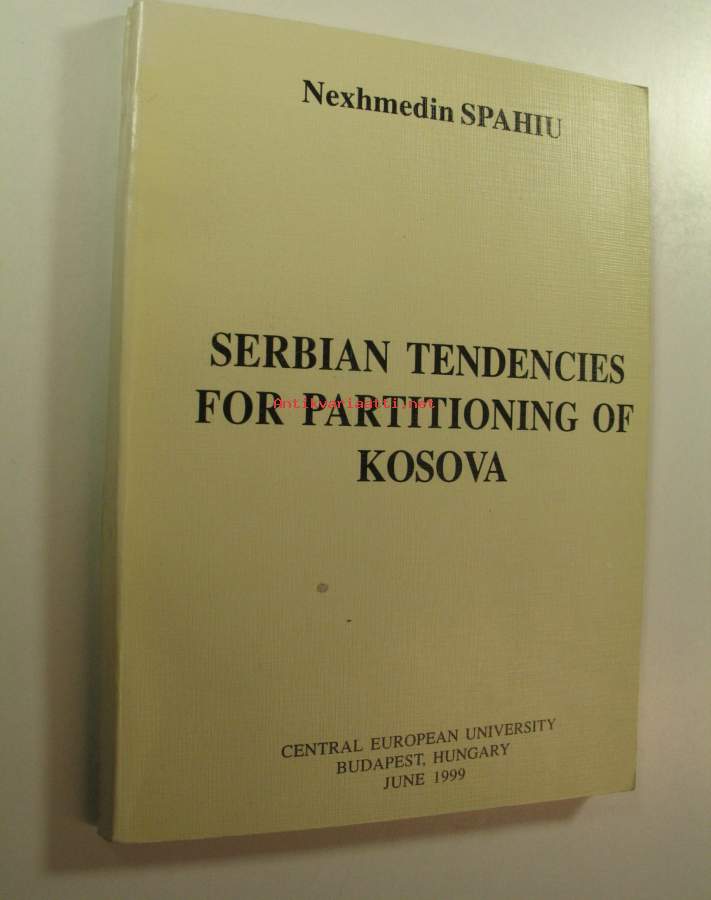 Nexhmedin SPAHIU
SERBIAN TENDENCIES
FOR PARTITIONING OF
Antikvariaatti.net
KOSOVA
CENTRAL EUROPEAN UNIVERSITY
BUDAPEST, HUNGARY
JUNE 1999